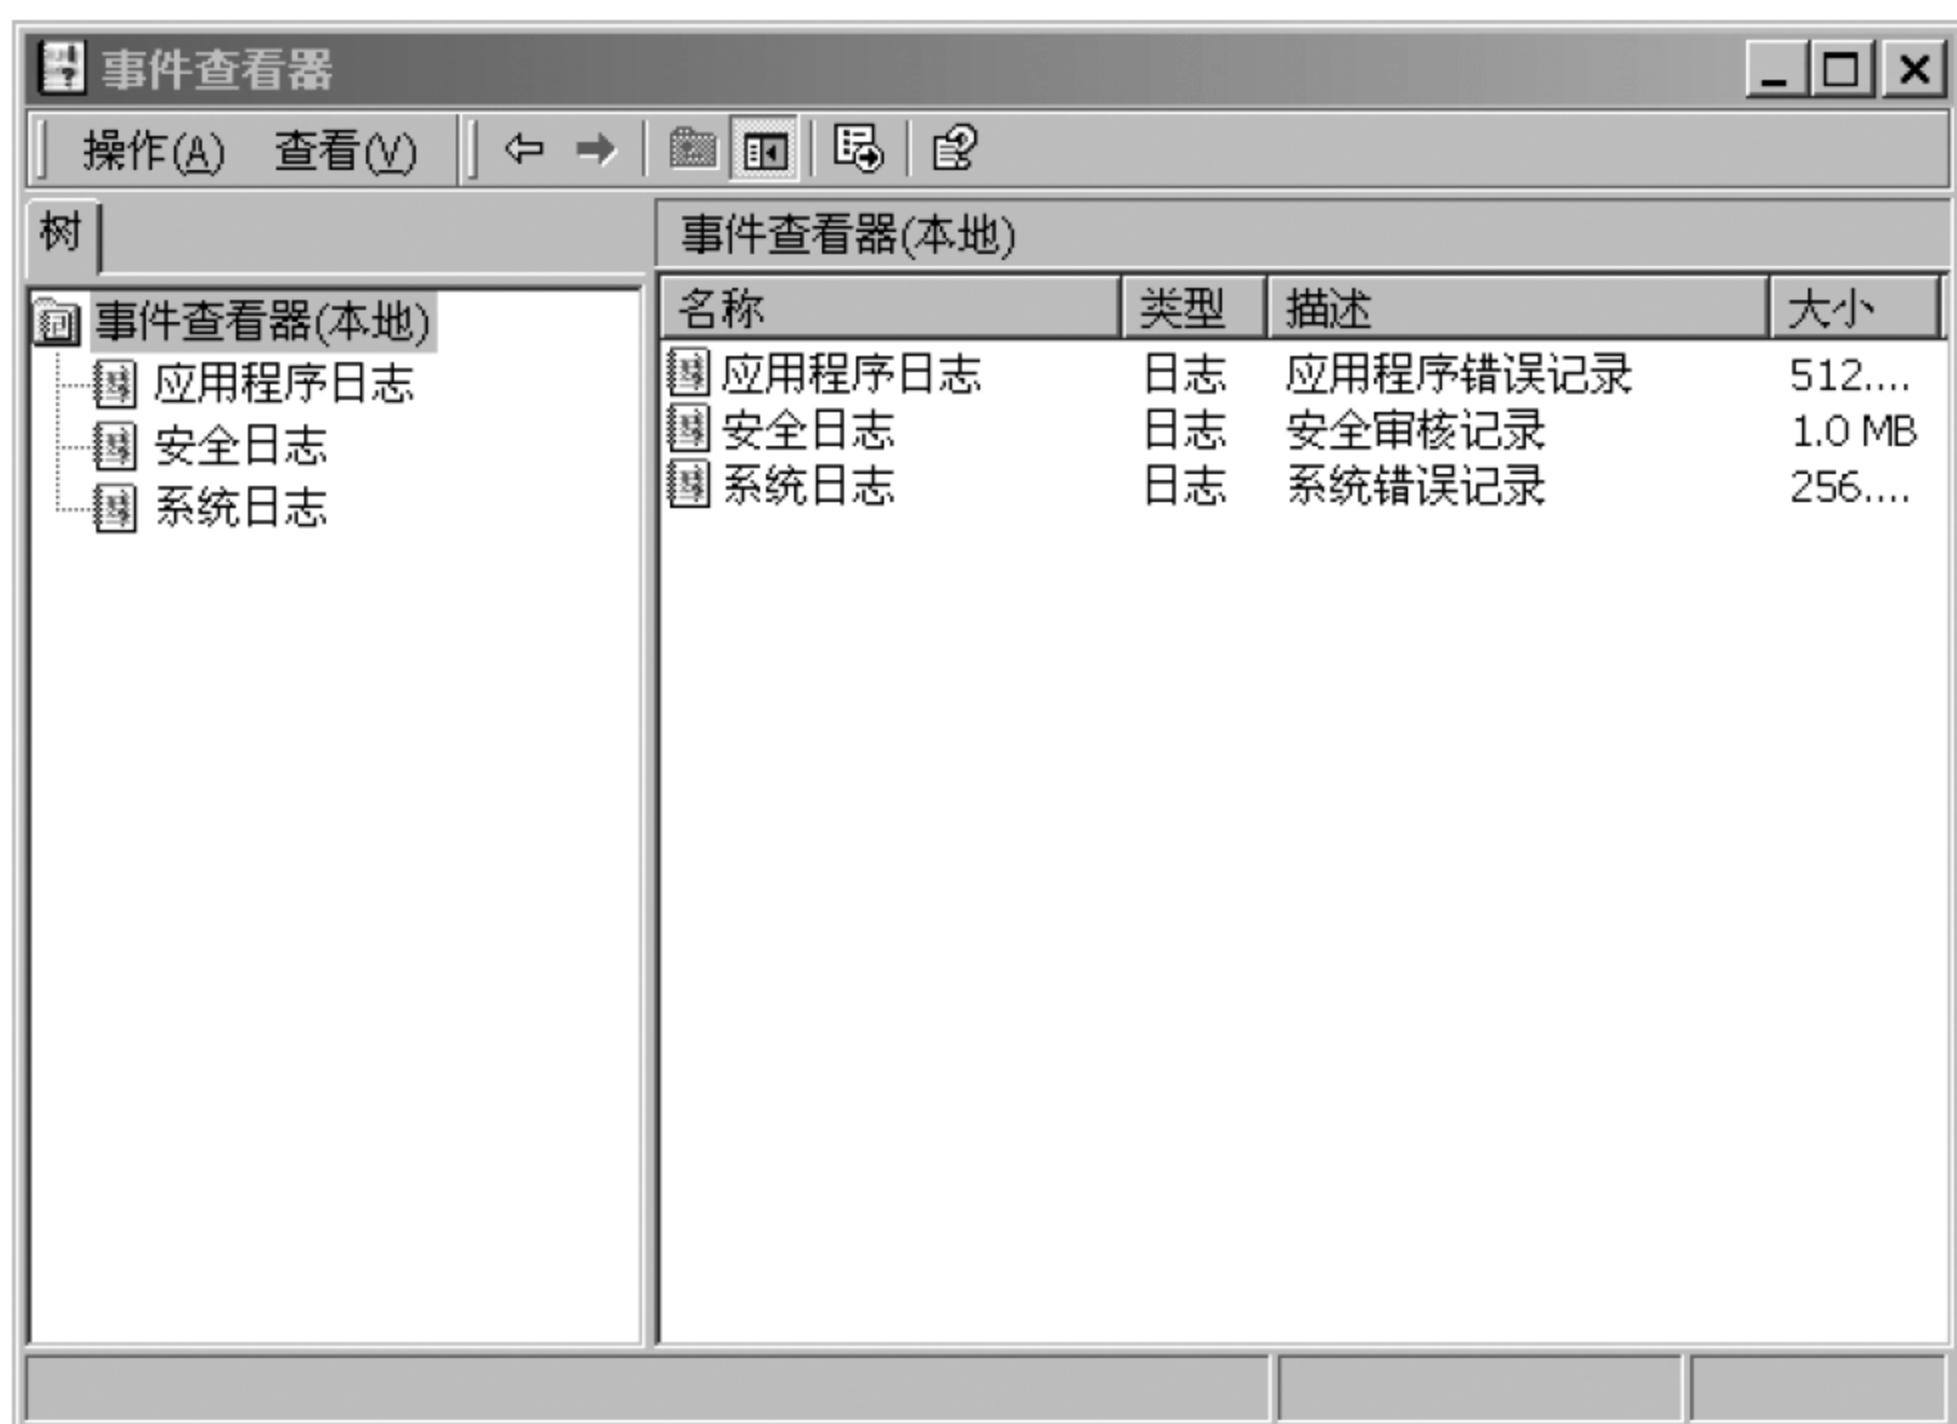 事件查看器
操作(A) 查看(V)
树
事件查看器(本地)
应用程序日志
安全日志
系统日志
事件查看器(本地)
名称 类型 描述 大小
应用程序日志 日志 应用程序错误记录 512....
安全日志 日志 安全审核记录 1.0 MB
系统日志 日志 系统错误记录 256....